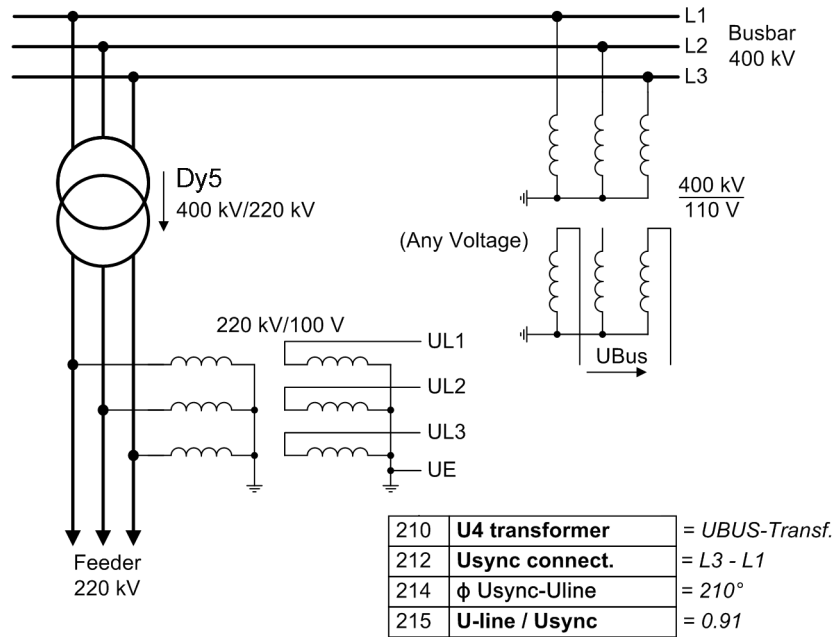 L1
L2
L3
Busbar
400 kV
Dy5
400 kV/220 kV
400 kV
110 V
(Any Voltage)
UBus
220 kV/100 V
UL1
UL2
UL3
UE
Feeder
220 kV
210 U4 transformer = UBUS-Transf.
212 Usync connect. = L3 - L1
214 ϕ Usync-Uline = 210°
215 U-line / Usync = 0.91